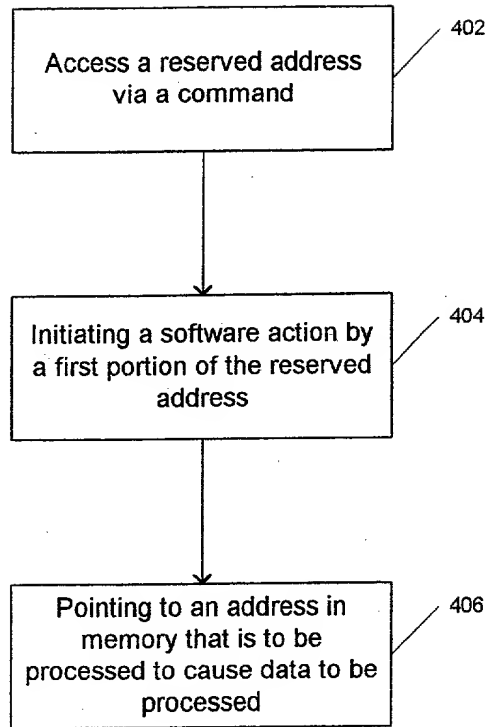 402
Access a reserved address
via a command
404
Initiating a software action by
a first portion of the reserved
address
406
Pointing to an address in
memory that is to be
processed to cause data to be
processed